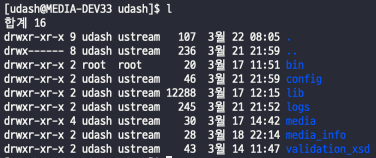 [udash@MEDIA-DEV33 udash]$ l
합계 16
drwxr-xr-x 9 udash ustream 107 3월 22 08:05 .
drwx------ 8 udash ustream 236 3월 21 21:59 ..
drwxr-xr-x 2 root root 20 3월 17 11:51 bin
drwxr-xr-x 2 udash ustream 46 3월 21 21:59 config
drwxr-xr-x 2 udash ustream 12288 3월 17 12:15 lib
drwxr-xr-x 2 udash ustream 245 3월 21 21:52 logs
drwxr-xr-x 4 udash ustream 30 3월 17 14:42 media
drwxr-xr-x 2 udash ustream 28 3월 18 22:14 media_info
drwxr-xr-x 2 udash ustream 43 3월 14 11:47 validation_xsd